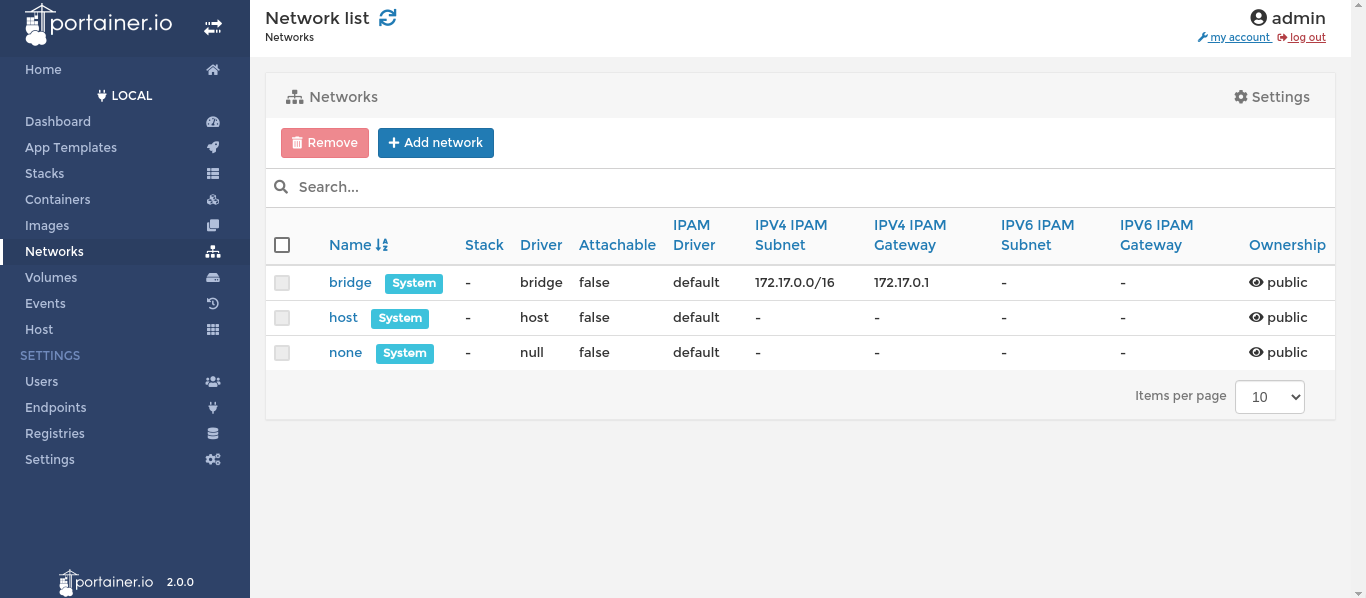 portainer.io
Home
LOCAL
Dashboard
App Templates
Stacks
Containers
Images
Networks
Volumes
Events
Host
SETTINGS
Users
Endpoints
Registries
Settings
portainer.io 2.0.0
Network list
Networks
admin
my account log out
Networks
Settings
Remove Add network
Search...
Name Stack Driver Attachable IPAM Driver IPV4 IPAM Subnet IPV4 IPAM Gateway IPV6 IPAM Subnet IPV6 IPAM Gateway Ownership
bridge System - bridge false default 172.17.0.0/16 172.17.0.1 - - public
host System - host false default - - - - public
none System - null false default - - - - public
Items per page 10